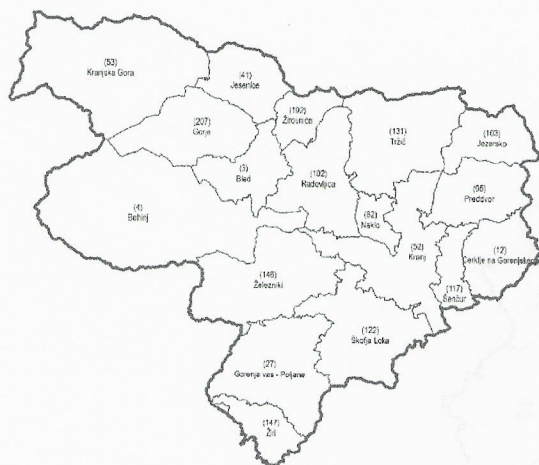 (53)
Kranjska Gora
(41)
Jesenice
(192)
Žirovnica
(131)
Tržič
(163)
Jezersko
(207)
Gorje
(3)
Bled
(102)
Radovljica
(95)
Preddvor
(4)
Bohinj
(82)
Naklo
(52)
Kranj
(12)
Cerklje na Gorenjskem
(117)
Šenčur
(146)
Železniki
(122)
Škofja Loka
(27)
Gorenja vas - Poljane
(147)
Žiri